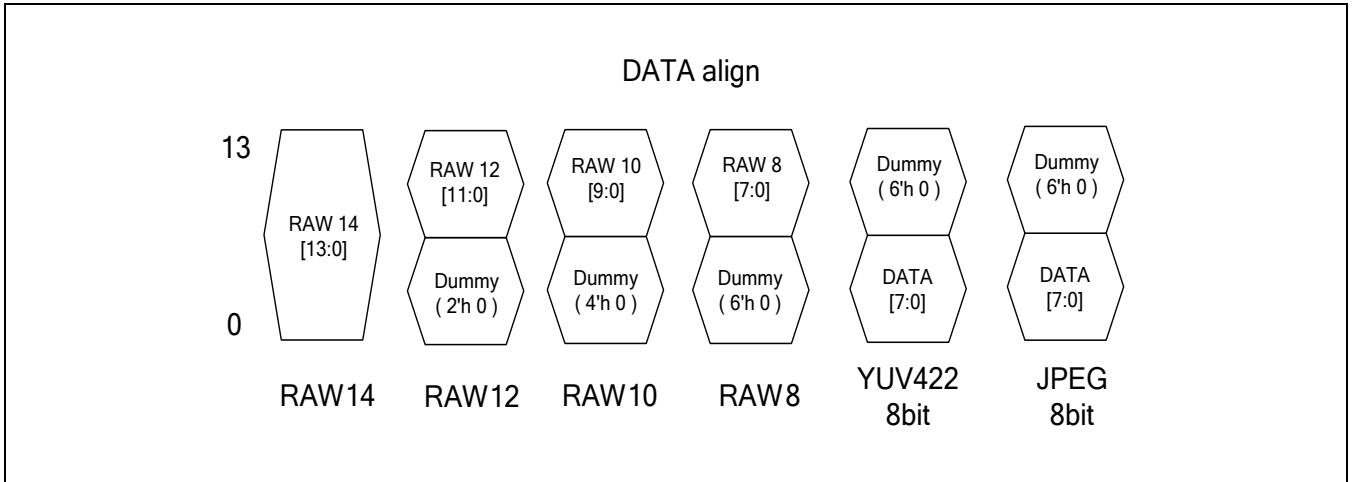 DATA align
13
0
RAW 14
[13:0]
RAW 12
[11:0]
Dummy
( 2'h 0 )
RAW 10
[9:0]
Dummy
( 4'h 0 )
RAW 8
[7:0]
Dummy
( 6'h 0 )
Dummy
( 6'h 0 )
DATA
[7:0]
Dummy
( 6'h 0 )
DATA
[7:0]
RAW14
RAW12
RAW10
RAW8
YUV422
8bit
JPEG
8bit